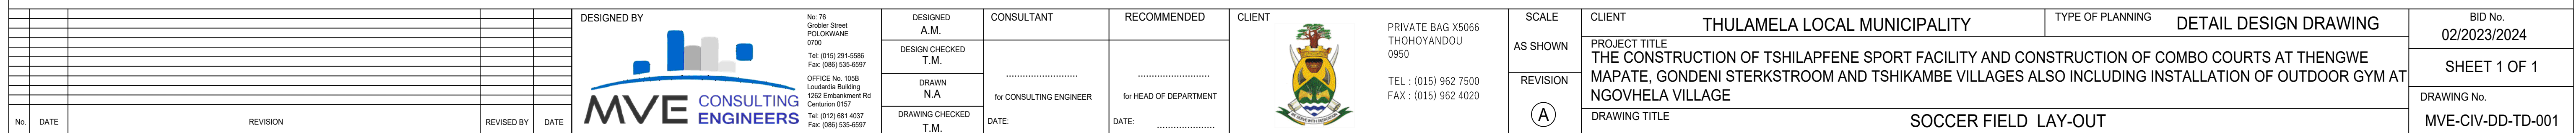 No.
DATE
REVISION
REVISED BY
DATE
DESIGNED BY
MVE CONSULTING
ENGINEERS
No: 76
Grobler Street
POLOKWANE
0700
Tel: (015) 291-5586
Fax: (086) 535-6597
OFFICE No. 105B
Loudardia Building
1262 Embankment Rd
Centurion 0157
Tel: (012) 681 4037
Fax: (086) 535-6597
DESIGNED
A.M.
DESIGN CHECKED
T.M.
DRAWN
N.A
DRAWING CHECKED
T.M.
CONSULTANT
..........................
for CONSULTING ENGINEER
DATE:
RECOMMENDED
..........................
for HEAD OF DEPARTMENT
DATE: .....................
CLIENT
PRIVATE BAG X5066
THOHOYANDOU
0950
TEL : (015) 962 7500
FAX : (015) 962 4020
SCALE
AS SHOWN
REVISION
A
CLIENT
THULAMELA LOCAL MUNICIPALITY
TYPE OF PLANNING
DETAIL DESIGN DRAWING
PROJECT TITLE
THE CONSTRUCTION OF TSHILAPFENE SPORT FACILITY AND CONSTRUCTION OF COMBO COURTS AT THENGWE
MAPATE, GONDENI STERKSTROOM AND TSHIKAMBE VILLAGES ALSO INCLUDING INSTALLATION OF OUTDOOR GYM AT
NGOVHELA VILLAGE
DRAWING TITLE
SOCCER FIELD LAY-OUT
BID No.
02/2023/2024
SHEET 1 OF 1
DRAWING No.
MVE-CIV-DD-TD-001